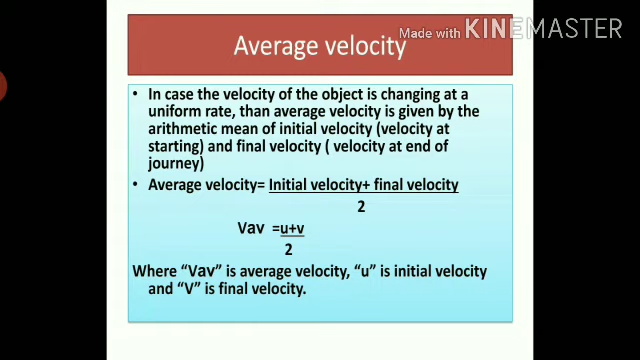 Made with KINEMASTER
Average velocity
• In case the velocity of the object is changing at a
uniform rate, than average velocity is given by the
arithmetic mean of initial velocity (velocity at
starting) and final velocity ( velocity at end of
journey)
• Average velocity= Initial velocity+ final velocity
2
Vav =u+v
2
Where “Vav” is average velocity, “u” is initial velocity
and “V” is final velocity.